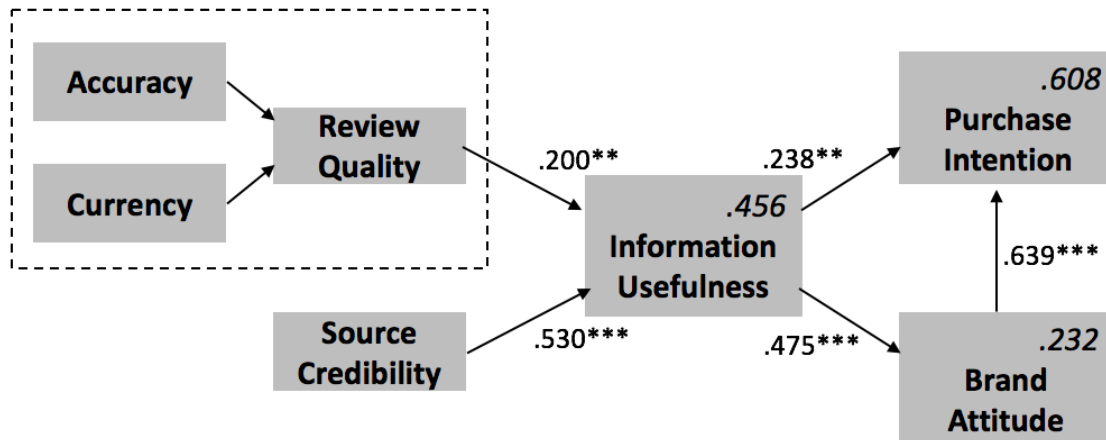 Accuracy
Currency
Review
Quality
.200**
Source
Credibility
.530***
.456
Information
Usefulness
.238**
.475***
.608
Purchase
Intention
.639***
.232
Brand
Attitude